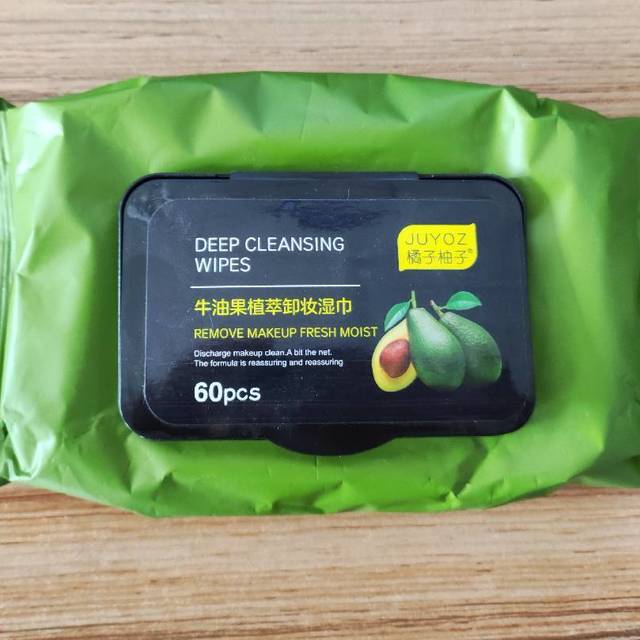 DEEP CLEANSING
WIPES
JUYOZ
橘子柚子®
牛油果植萃卸妆湿巾
REMOVE MAKEUP FRESH MOIST
Discharge makeup clean.A bit the net.
The formula is reassuring and reassuring
60pcs